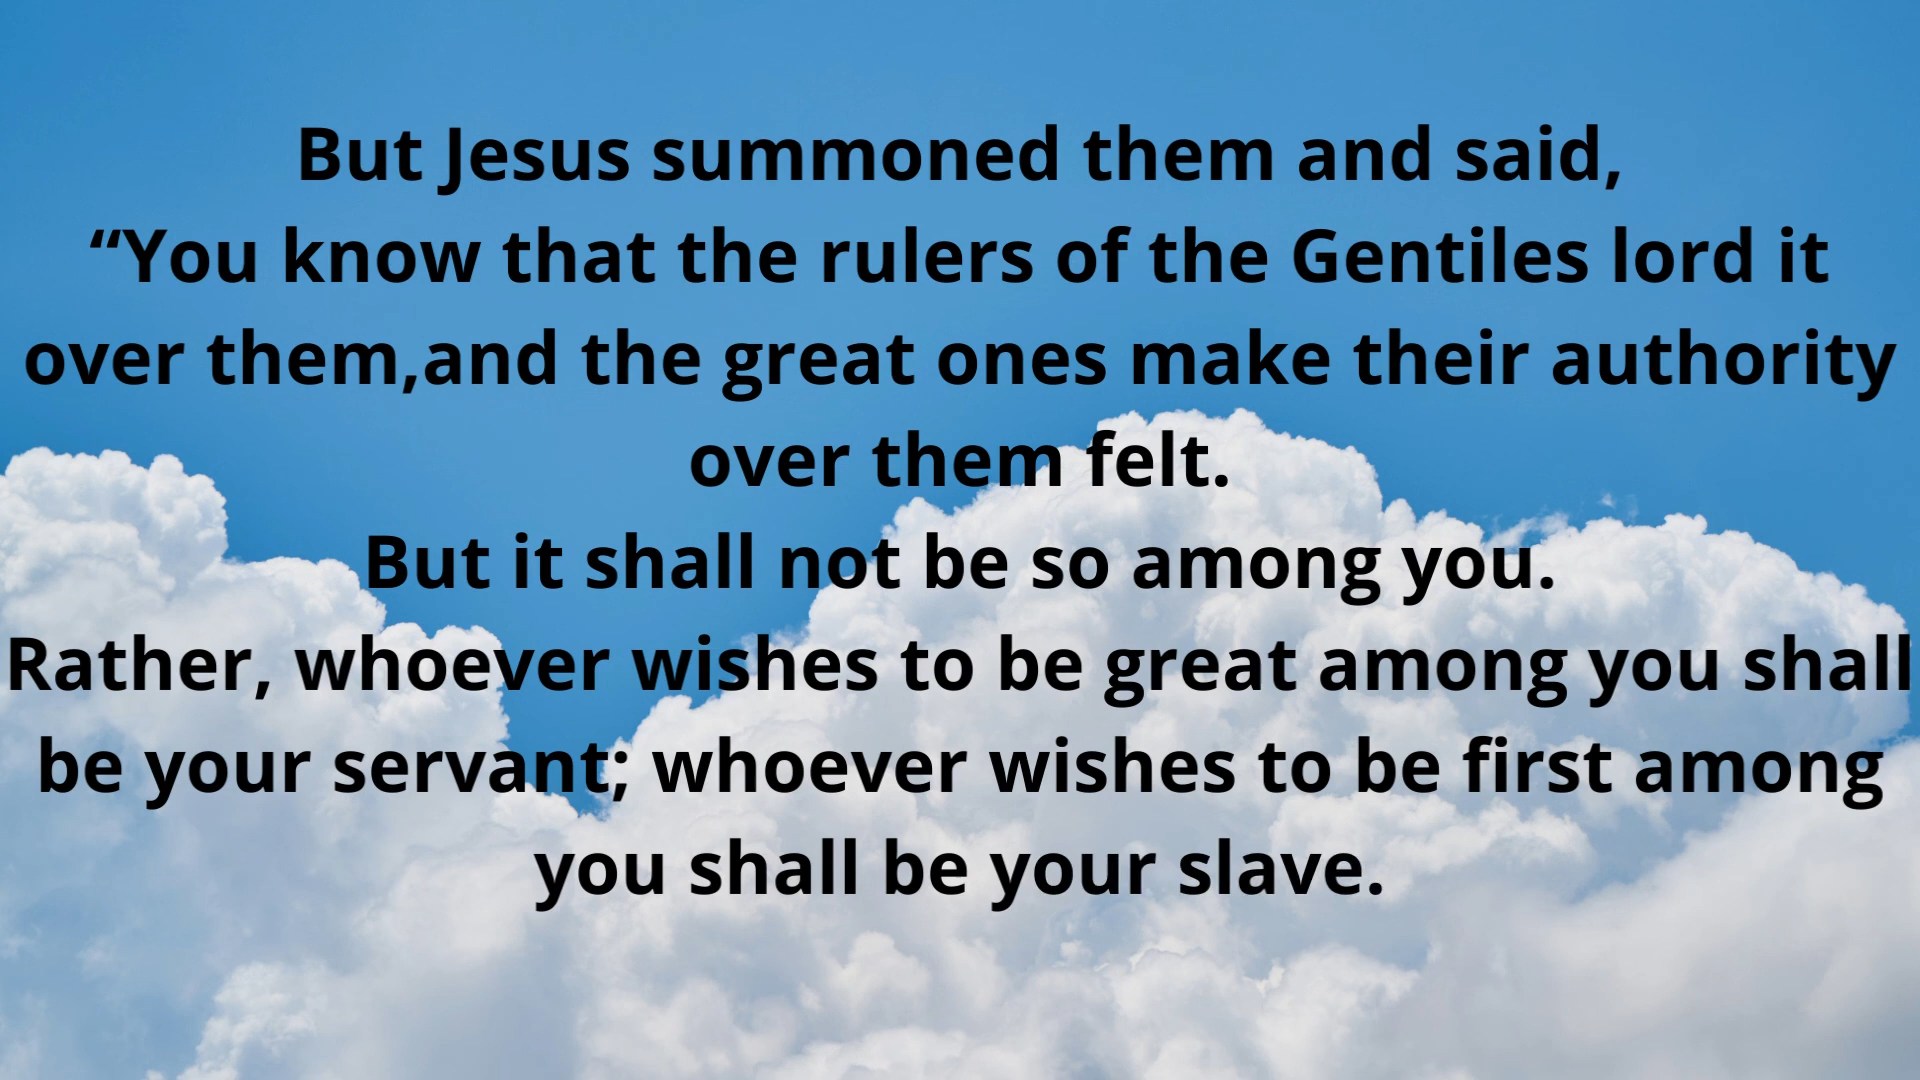 But Jesus summoned them and said,
“You know that the rulers of the Gentiles lord it
over them,and the great ones make their authority
over them felt.
But it shall not be so among you.
Rather, whoever wishes to be great among you shall
be your servant; whoever wishes to be first among
you shall be your slave.